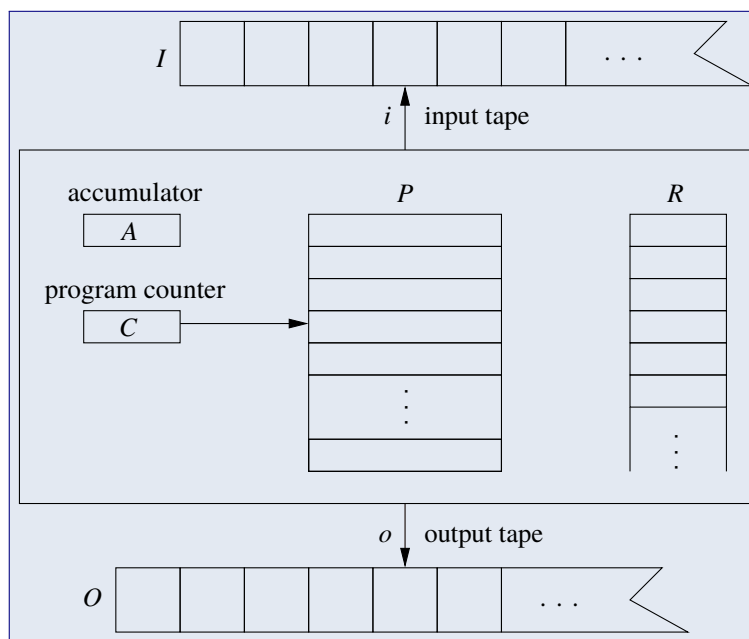 I
. . .
i input tape
accumulator
P
R
A
program counter
C
o output tape
O
. . .